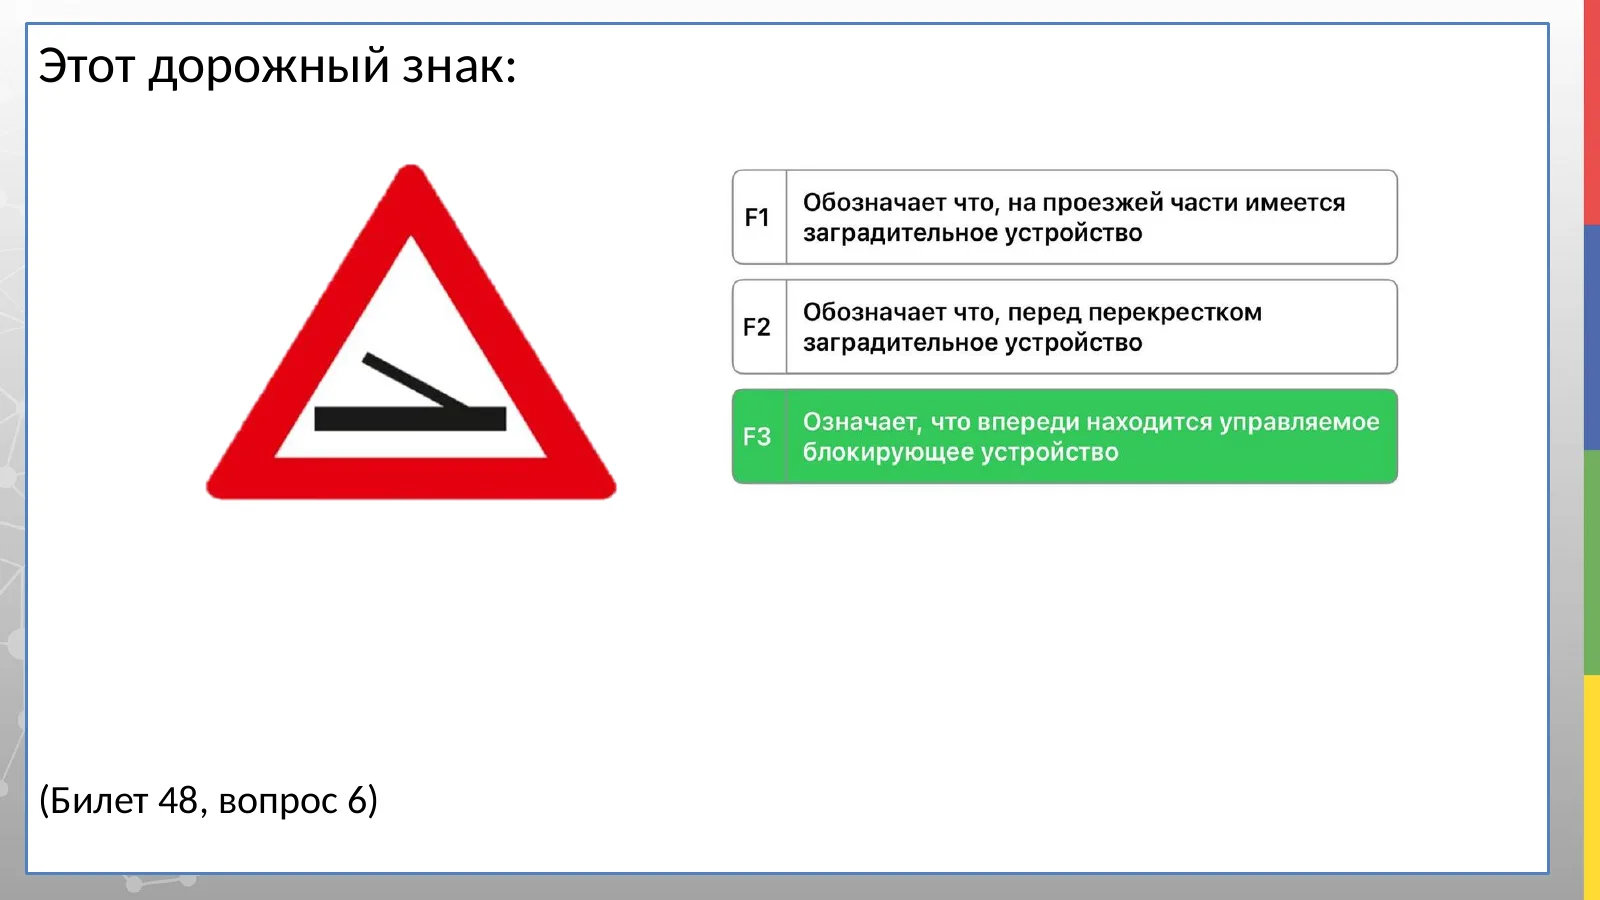 Этот дорожный знак:
F1
Обозначает что, на проезжей части имеется
заградительное устройство
F2
Обозначает что, перед перекрестком
заградительное устройство
F3
Означает, что впереди находится управляемое
блокирующее устройство
(Билет 48, вопрос 6)